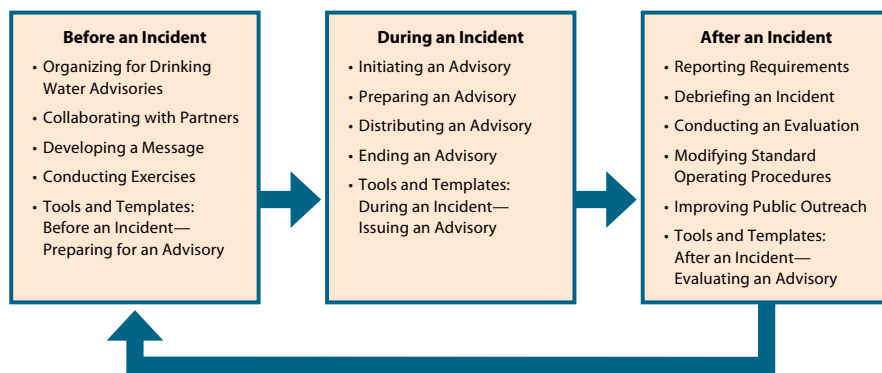 Before an Incident
• Organizing for Drinking
Water Advisories
• Collaborating with Partners
• Developing a Message
• Conducting Exercises
• Tools and Templates:
Before an Incident—
Preparing for an Advisory
During an Incident
• Initiating an Advisory
• Preparing an Advisory
• Distributing an Advisory
• Ending an Advisory
• Tools and Templates:
During an Incident—
Issuing an Advisory
After an Incident
• Reporting Requirements
• Debriefing an Incident
• Conducting an Evaluation
• Modifying Standard
Operating Procedures
• Improving Public Outreach
• Tools and Templates:
After an Incident—
Evaluating an Advisory